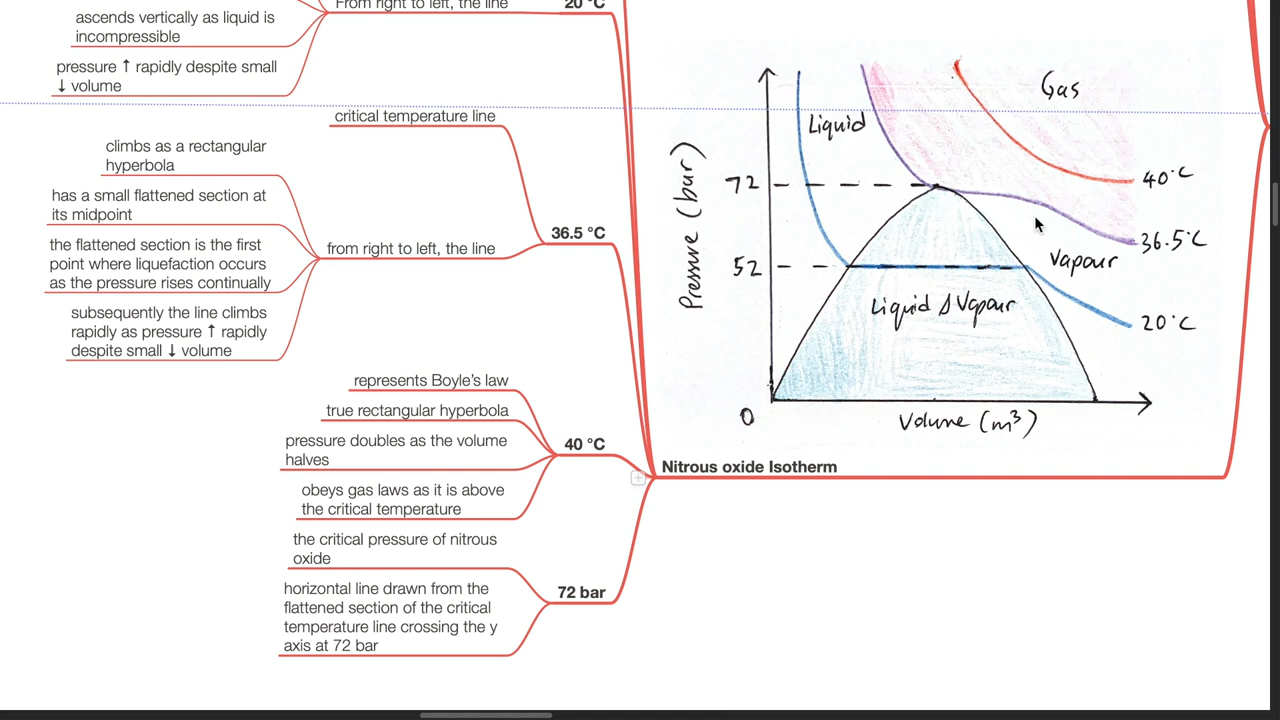 From right to left, the line
20 °C
ascends vertically as liquid is
incompressible
pressure ↑ rapidly despite small
↓ volume
critical temperature line
climbs as a rectangular
hyperbola
has a small flattened section at
its midpoint
the flattened section is the first
point where liquefaction occurs
as the pressure rises continually
subsequently the line climbs
rapidly as pressure ↑ rapidly
despite small ↓ volume
from right to left, the line
36.5 °C
represents Boyle's law
true rectangular hyperbola
pressure doubles as the volume
halves
obeys gas laws as it is above
the critical temperature
40 °C
the critical pressure of nitrous
oxide
horizontal line drawn from the
flattened section of the critical
temperature line crossing the y
axis at 72 bar
72 bar
Gas
Liquid
Pressure (bar)
72
40°C
36.5°C
Vapour
52
Liquid & Vapour
20°C
0
Volume (m³)
Nitrous oxide Isotherm